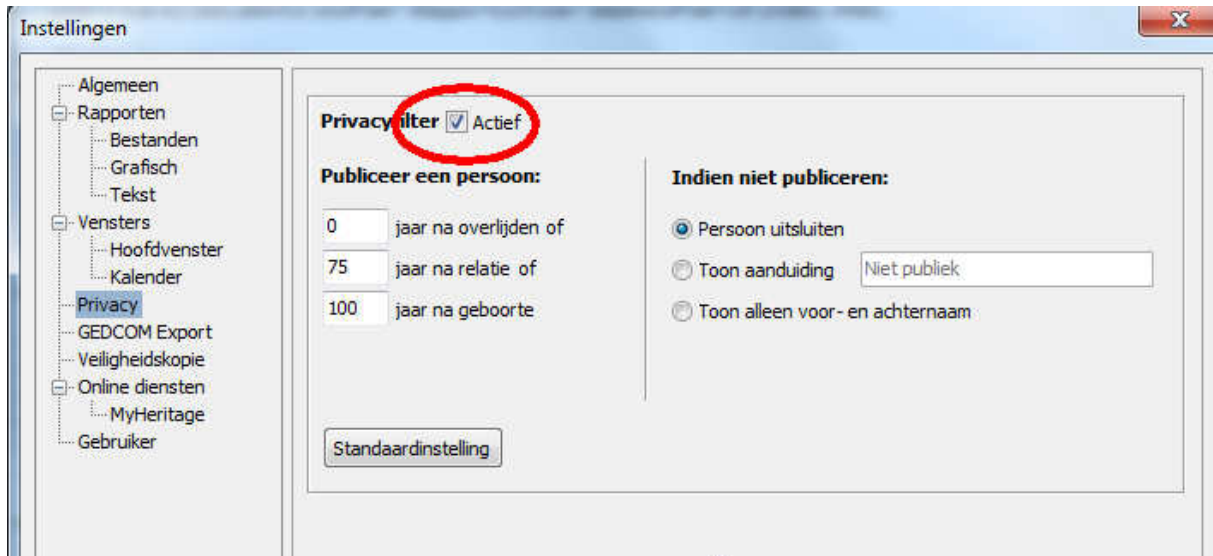 Instellingen
Algemeen
Rapporten
Bestanden
Grafisch
Tekst
Vensters
Hoofdvenster
Kalender
Privacy
GEDCOM Export
Veiligheidskopie
Online diensten
MyHeritage
Gebruiker
Privacyfilter Actief
Publiceer een persoon:
0 jaar na overlijden of
75 jaar na relatie of
100 jaar na geboorte
Indien niet publiceren:
Persoon uitsluiten
Toon aanduiding Niet publiek
Toon alleen voor- en achternaam
Standaardinstelling